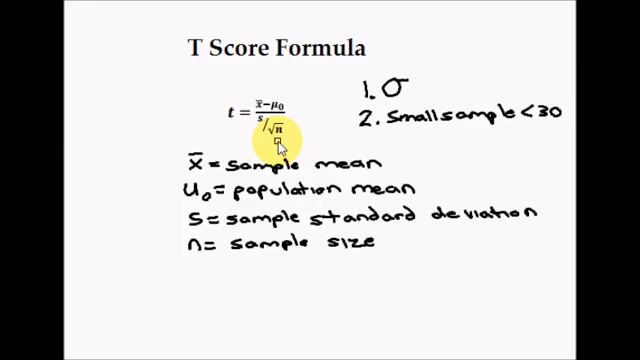 T Score Formula
t = x̄−μ₀ / s/√n
1. σ
2. Small sample < 30
x̄ = sample mean
u₀ = population mean
s = sample standard deviation
n = sample size